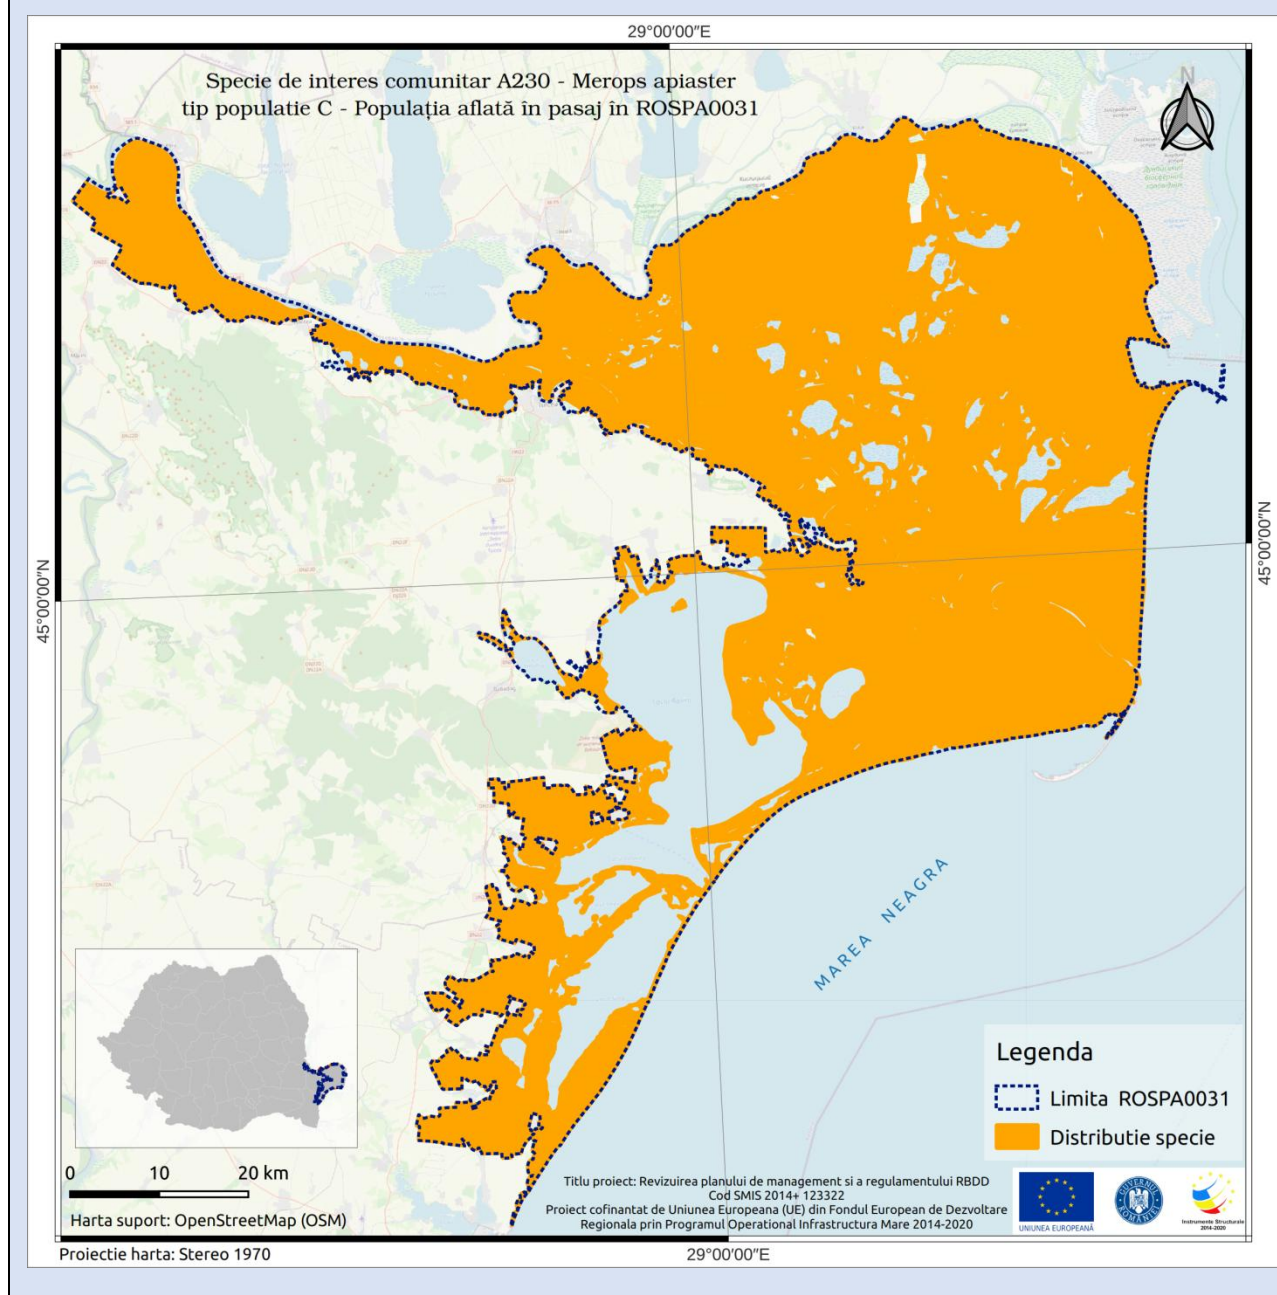 29°00′00″E
Specie de interes comunitar A230 - Merops apiaster
tip populatie C - Populația aflată în pasaj în ROSPA0031
N
45°00′00″N
45°00′00″N
MAREA NEAGRA
Legenda
Limita ROSPA0031
Distributie specie
0 10 20 km
Harta suport: OpenStreetMap (OSM)
Titlu proiect: Revizuirea planului de management si a regulamentului RBDD
Cod SMIS 2014+ 123322
Proiect cofinantat de Uniunea Europeana (UE) din Fondul European de Dezvoltare
Regionala prin Programul Operational Infrastructura Mare 2014-2020
UNIUNEA EUROPEANĂ
GUVERNUL ROMÂNIEI
Instrumente Structurale
2014-2020
Proiectie harta: Stereo 1970
29°00′00″E